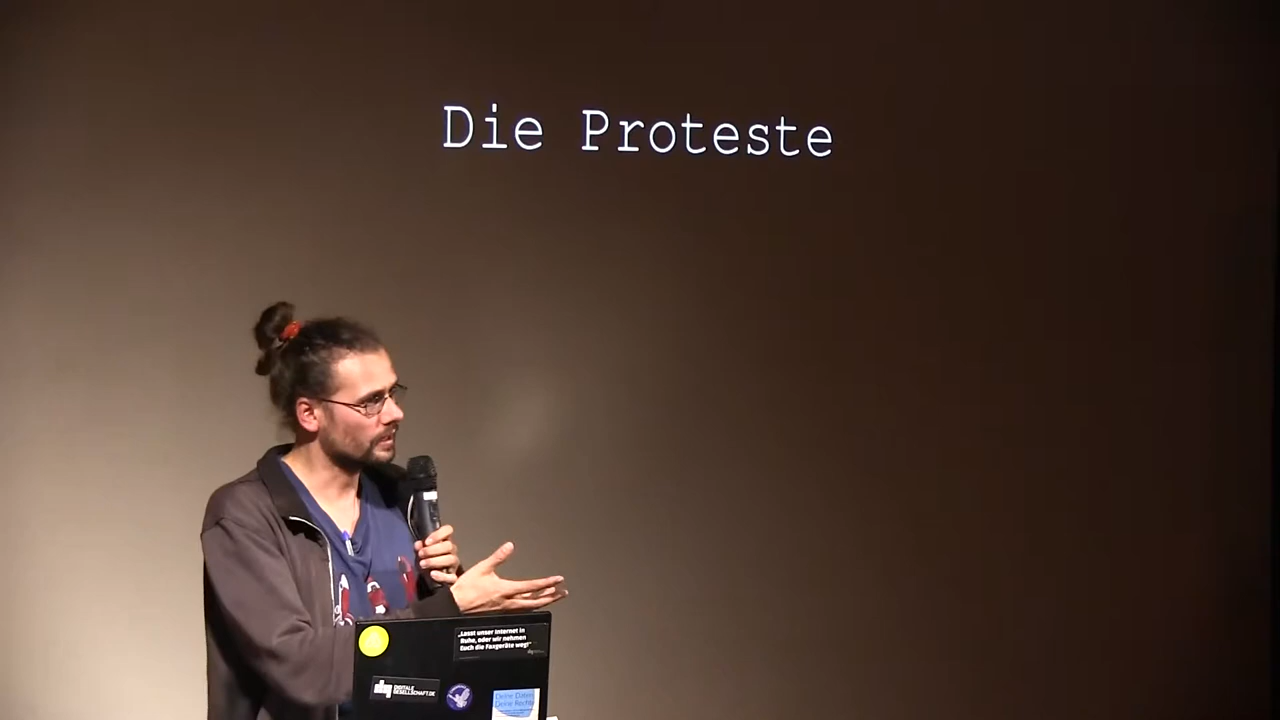 Die Proteste
„Lasst unser Internet in
Ruhe, oder wir nehmen
Euch die Faxgeräte weg!"
DIGITALE
GESELLSCHAFT.DE
Deine Daten
Deine Rechte